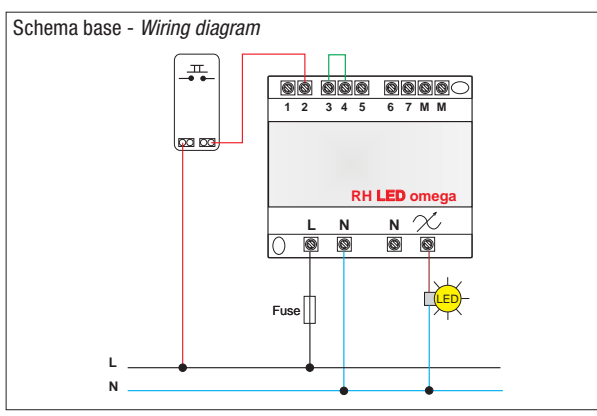 Schema base - Wiring diagram
1 2 3 4 5 6 7 M M
RH LED omega
L N N
Fuse
LED
L
N